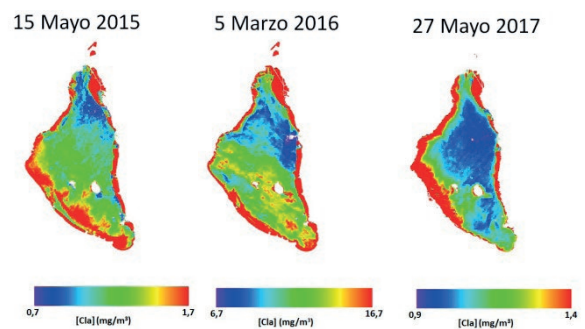 15 Mayo 2015
5 Marzo 2016
27 Mayo 2017
0,7 [Cla] (mg/m³) 1,7
6,7 [Cla] (mg/m³) 16,7
0,9 [Cla] (mg/m³) 1,4